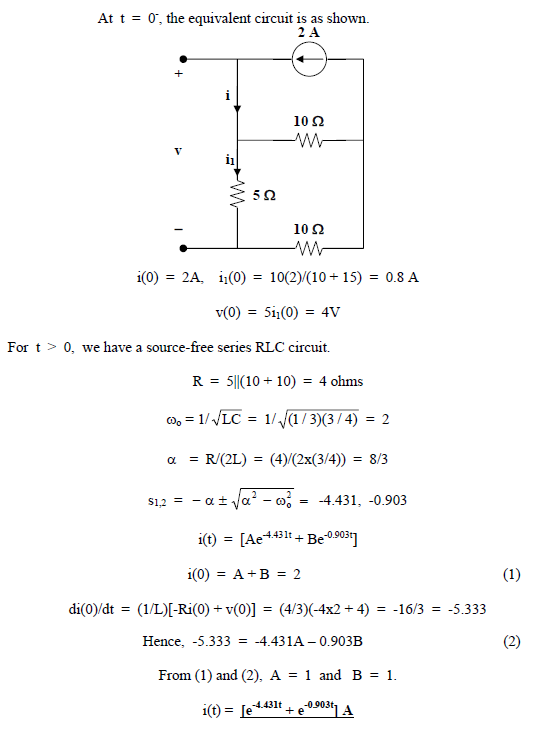 At t = 0⁻, the equivalent circuit is as shown.
2 A
+
i
10 Ω
v
i₁
5 Ω
10 Ω
−
i(0) = 2A, i₁(0) = 10(2)/(10 + 15) = 0.8 A
v(0) = 5i₁(0) = 4V
For t > 0, we have a source-free series RLC circuit.
R = 5||(10 + 10) = 4 ohms
ωₒ = 1/√LC = 1/√(1/3)(3/4) = 2
α = R/(2L) = (4)/(2x(3/4)) = 8/3
s₁,₂ = − α ± √α² − ωₒ² = -4.431, -0.903
i(t) = [Ae⁻⁴·⁴³¹ᵗ + Be⁻⁰·⁹⁰³ᵗ]
i(0) = A + B = 2 (1)
di(0)/dt = (1/L)[-Ri(0) + v(0)] = (4/3)(-4x2 + 4) = -16/3 = -5.333
Hence, -5.333 = -4.431A – 0.903B (2)
From (1) and (2), A = 1 and B = 1.
i(t) = [e⁻⁴·⁴³¹ᵗ + e⁻⁰·⁹⁰³ᵗ] A